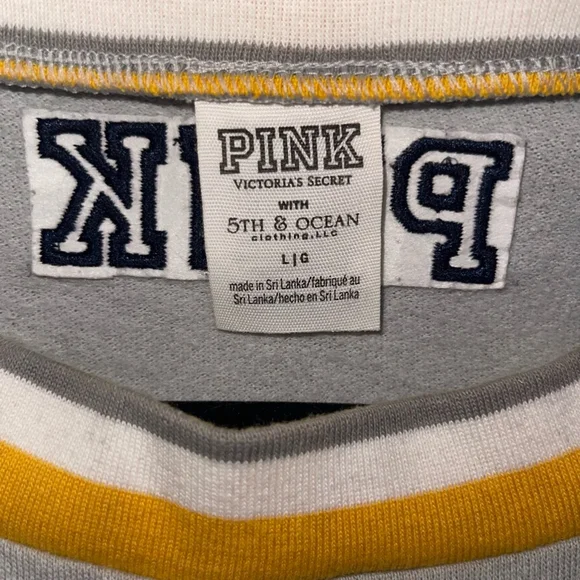 PINK
VICTORIA'S SECRET
WITH
5TH & OCEAN
clothing, LLC
L|G
made in Sri Lanka/fabriqué au
Sri Lanka/hecho en Sri Lanka